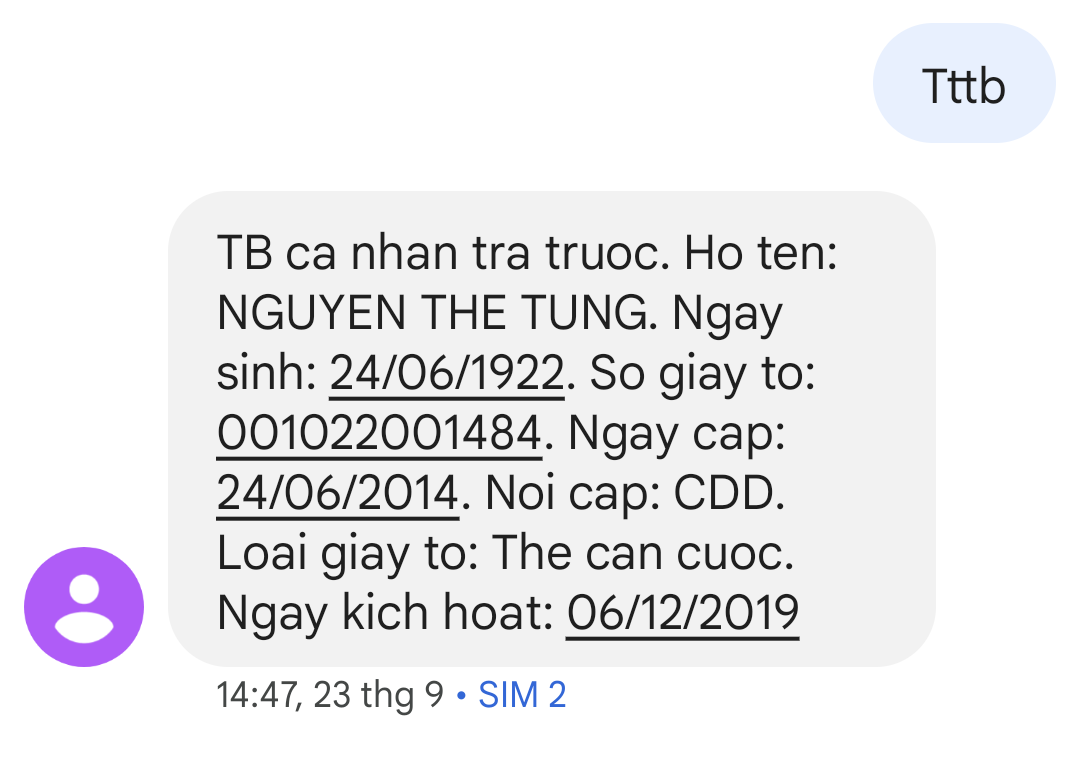 Tttb
TB ca nhan tra truoc. Ho ten:
NGUYEN THE TUNG. Ngay
sinh: 24/06/1922. So giay to:
001022001484. Ngay cap:
24/06/2014. Noi cap: CDD.
Loai giay to: The can cuoc.
Ngay kich hoat: 06/12/2019
14:47, 23 thg 9 • SIM 2